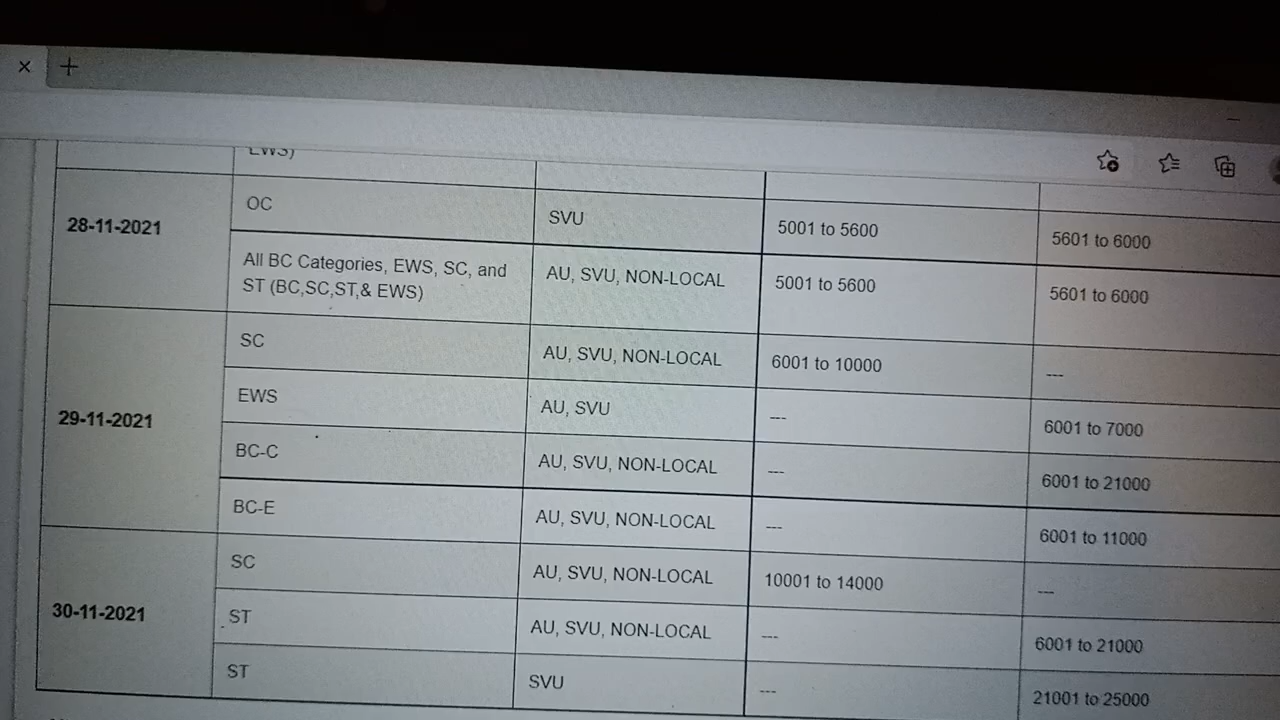 EWS)
28-11-2021
OC
SVU
5001 to 5600
5601 to 6000
All BC Categories, EWS, SC, and
ST (BC,SC,ST,& EWS)
AU, SVU, NON-LOCAL
5001 to 5600
5601 to 6000
29-11-2021
SC
AU, SVU, NON-LOCAL
6001 to 10000
---
EWS
AU, SVU
---
6001 to 7000
BC-C
AU, SVU, NON-LOCAL
---
6001 to 21000
BC-E
AU, SVU, NON-LOCAL
---
6001 to 11000
30-11-2021
SC
AU, SVU, NON-LOCAL
10001 to 14000
---
ST
AU, SVU, NON-LOCAL
---
6001 to 21000
ST
SVU
---
21001 to 25000